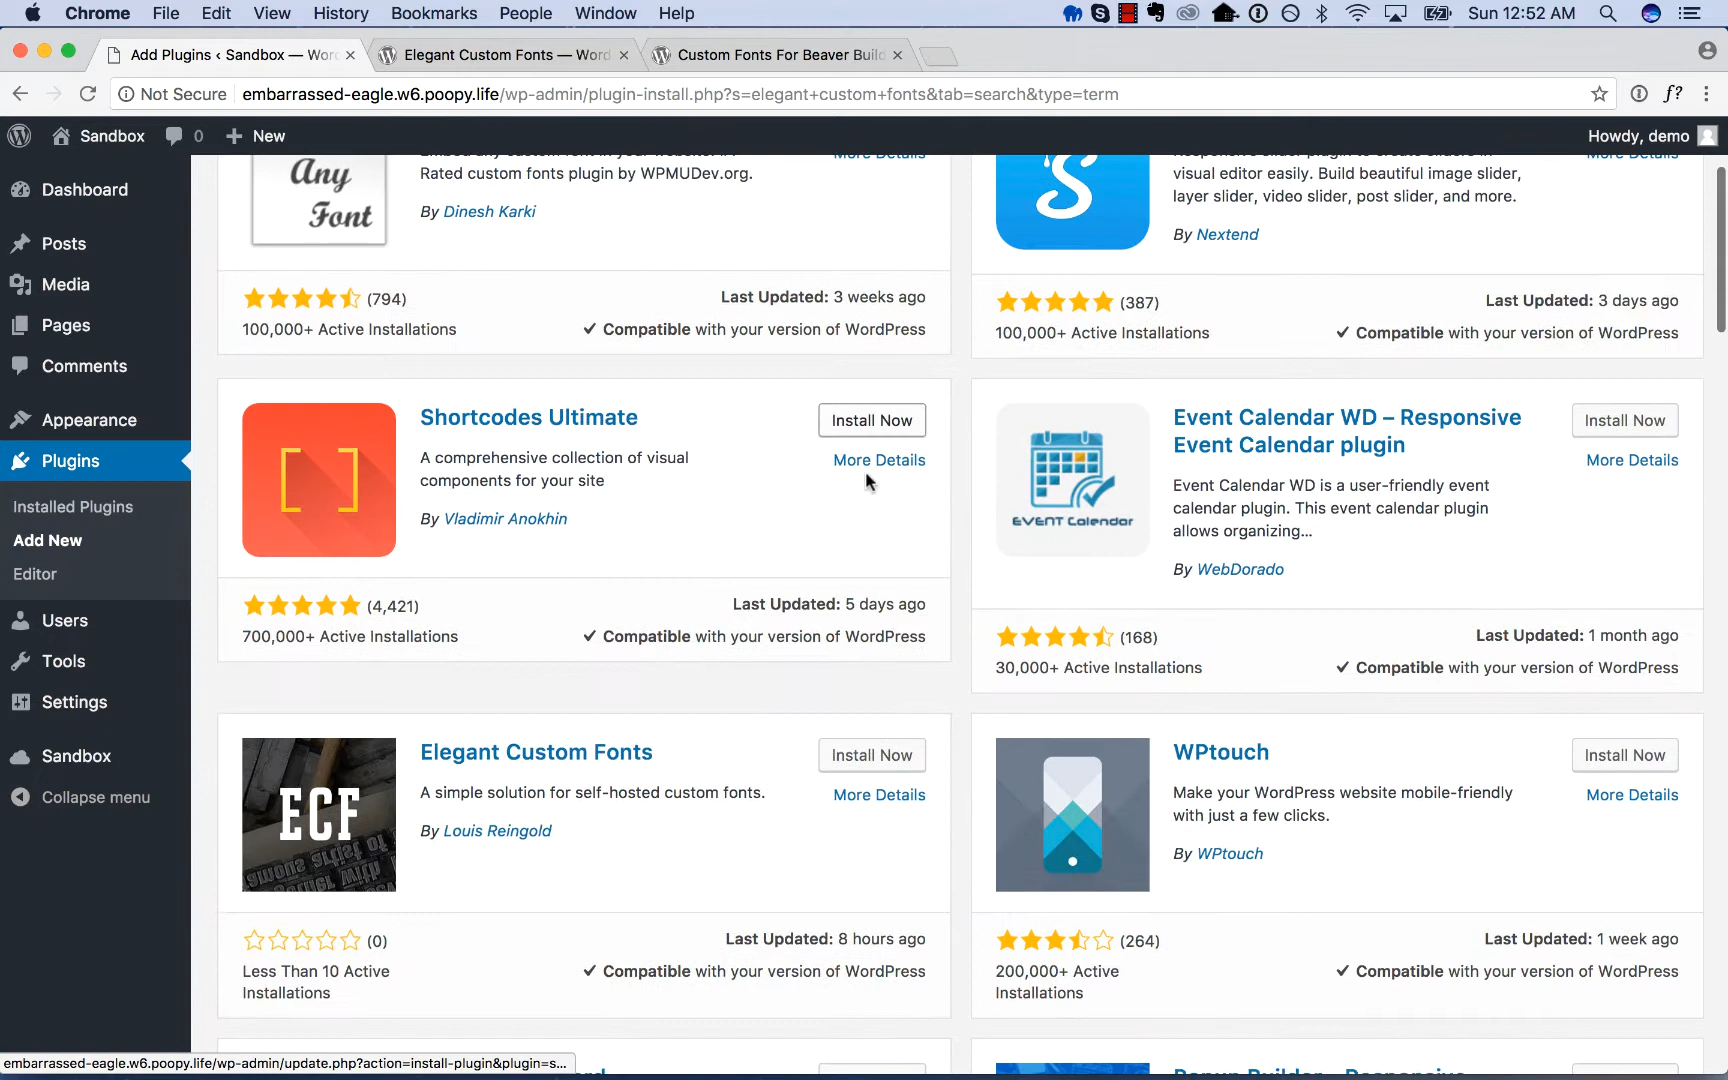 Chrome File Edit View History Bookmarks People Window Help Sun 12:52 AM
Add Plugins ‹ Sandbox — Wor Elegant Custom Fonts — Word Custom Fonts For Beaver Build
Not Secure embarrassed-eagle.w6.poopy.life/wp-admin/plugin-install.php?s=elegant+custom+fonts&tab=search&type=term f?
Sandbox 0 New Howdy, demo
Dashboard
Posts
Media
Pages
Comments
Appearance
Plugins
Installed Plugins
Add New
Editor
Users
Tools
Settings
Sandbox
Collapse menu
Any
Font
More Details
Rated custom fonts plugin by WPMUDev.org.
By Dinesh Karki
(794)
100,000+ Active Installations
Last Updated: 3 weeks ago
Compatible with your version of WordPress
S
More Details
visual editor easily. Build beautiful image slider,
layer slider, video slider, post slider, and more.
By Nextend
(387)
100,000+ Active Installations
Last Updated: 3 days ago
Compatible with your version of WordPress
[ ]
Shortcodes Ultimate
Install Now
More Details
A comprehensive collection of visual
components for your site
By Vladimir Anokhin
(4,421)
700,000+ Active Installations
Last Updated: 5 days ago
Compatible with your version of WordPress
EVENT Calendar
Event Calendar WD – Responsive
Event Calendar plugin
Install Now
More Details
Event Calendar WD is a user-friendly event
calendar plugin. This event calendar plugin
allows organizing...
By WebDorado
(168)
30,000+ Active Installations
Last Updated: 1 month ago
Compatible with your version of WordPress
ECF
Elegant Custom Fonts
Install Now
More Details
A simple solution for self-hosted custom fonts.
By Louis Reingold
(0)
Less Than 10 Active
Installations
Last Updated: 8 hours ago
Compatible with your version of WordPress
WPtouch
Install Now
More Details
Make your WordPress website mobile-friendly
with just a few clicks.
By WPtouch
(264)
200,000+ Active
Installations
Last Updated: 1 week ago
Compatible with your version of WordPress
embarrassed-eagle.w6.poopy.life/wp-admin/update.php?action=install-plugin&plugin=s...